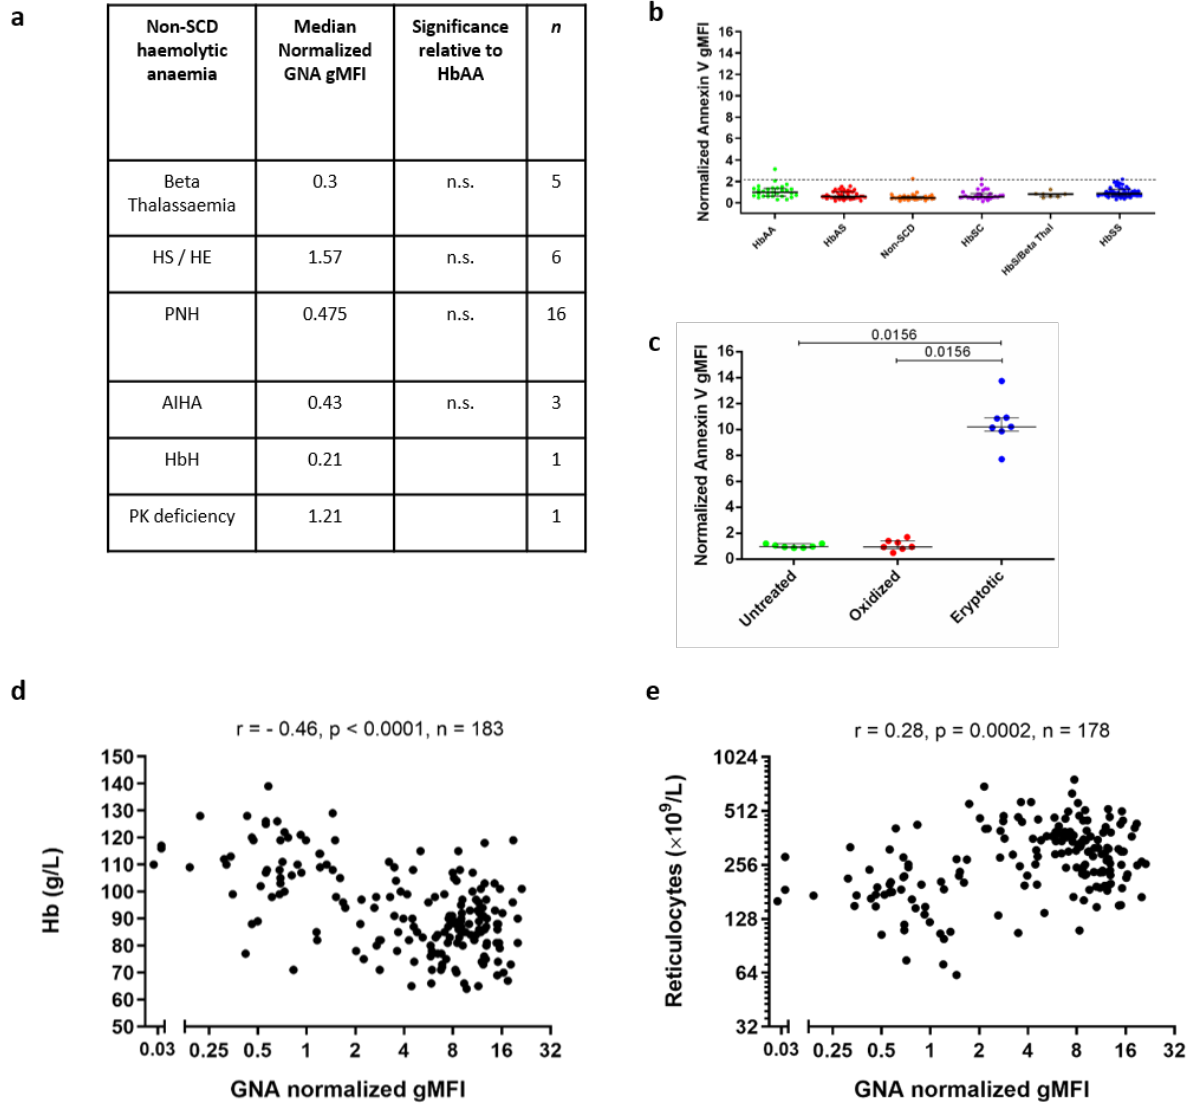 a
Non-SCD haemolytic anaemia
Median Normalized GNA gMFI
Significance relative to HbAA
n
Beta Thalassaemia
0.3
n.s.
5
HS / HE
1.57
n.s.
6
PNH
0.475
n.s.
16
AIHA
0.43
n.s.
3
HbH
0.21
1
PK deficiency
1.21
1
b
Normalized Annexin V gMFI
16
14
12
10
8
6
4
2
0
HbAA
HbAS
Non-SCD
HbSC
HbS/Beta Thal
HbSS
c
0.0156
0.0156
Normalized Annexin V gMFI
16
14
12
10
8
6
4
2
0
Untreated
Oxidized
Eryptotic
d
r = - 0.46, p < 0.0001, n = 183
Hb (g/L)
150
140
130
120
110
100
90
80
70
60
50
0.03 0.25 0.5 1 2 4 8 16 32
GNA normalized gMFI
e
r = 0.28, p = 0.0002, n = 178
Reticulocytes (×10⁹/L)
1024
512
256
128
64
32
0.03 0.25 0.5 1 2 4 8 16 32
GNA normalized gMFI